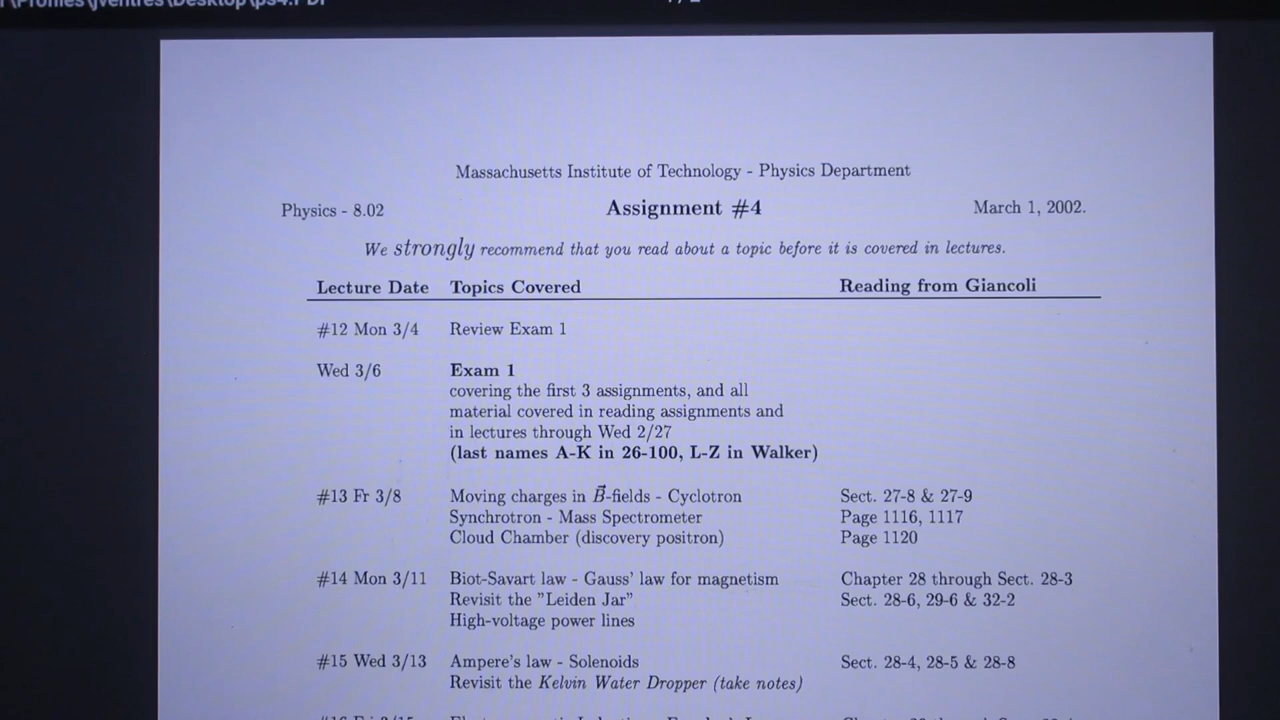 Massachusetts Institute of Technology - Physics Department
Physics - 8.02 Assignment #4 March 1, 2002.
We strongly recommend that you read about a topic before it is covered in lectures.
Lecture Date Topics Covered Reading from Giancoli
#12 Mon 3/4 Review Exam 1
Wed 3/6 Exam 1
covering the first 3 assignments, and all
material covered in reading assignments and
in lectures through Wed 2/27
(last names A-K in 26-100, L-Z in Walker)
#13 Fr 3/8 Moving charges in B⃗-fields - Cyclotron Sect. 27-8 & 27-9
Synchrotron - Mass Spectrometer Page 1116, 1117
Cloud Chamber (discovery positron) Page 1120
#14 Mon 3/11 Biot-Savart law - Gauss' law for magnetism Chapter 28 through Sect. 28-3
Revisit the "Leiden Jar" Sect. 28-6, 29-6 & 32-2
High-voltage power lines
#15 Wed 3/13 Ampere's law - Solenoids Sect. 28-4, 28-5 & 28-8
Revisit the Kelvin Water Dropper (take notes)